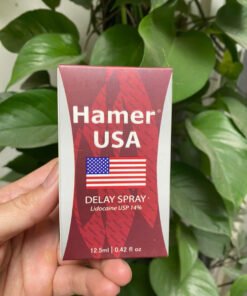 Hamer®
USA
DELAY SPRAY
Lidocaine USP 14%
12.5ml | 0.42 fl oz